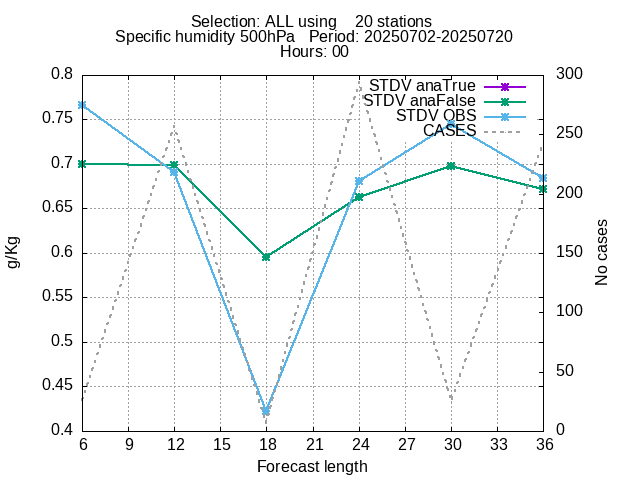 Selection: ALL using    20 stations
Specific humidity 500hPa   Period: 20250702-20250720
Hours: 00
STDV anaTrue
STDV anaFalse
STDV OBS
CASES
0.8
0.75
0.7
0.65
0.6
0.55
0.5
0.45
0.4
g/Kg
300
250
200
150
100
50
0
No cases
6 9 12 15 18 21 24 27 30 33 36
Forecast length